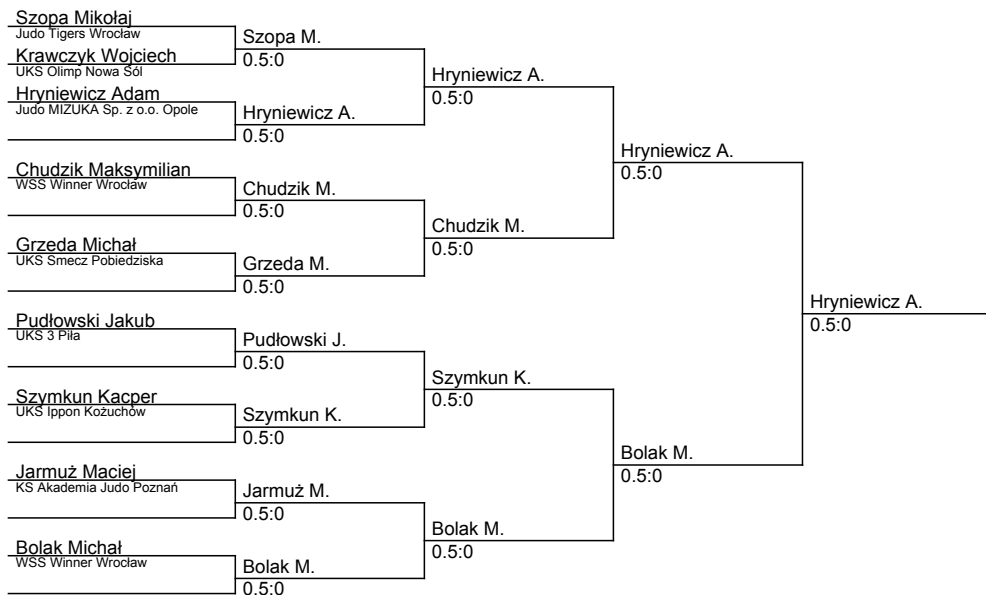 Szopa Mikołaj
Judo Tigers Wrocław
Krawczyk Wojciech
UKS Olimp Nowa Sól
Hryniewicz Adam
Judo MIZUKA Sp. z o.o. Opole
Chudzik Maksymilian
WSS Winner Wrocław
Grzeda Michał
UKS Smecz Pobiedziska
Pudłowski Jakub
UKS 3 Piła
Szymkun Kacper
UKS Ippon Kożuchów
Jarmuż Maciej
KS Akademia Judo Poznań
Bolak Michał
WSS Winner Wrocław
Szopa M.
0.5:0
Hryniewicz A.
0.5:0
Chudzik M.
0.5:0
Grzeda M.
0.5:0
Pudłowski J.
0.5:0
Szymkun K.
0.5:0
Jarmuż M.
0.5:0
Bolak M.
0.5:0
Hryniewicz A.
0.5:0
Chudzik M.
0.5:0
Szymkun K.
0.5:0
Bolak M.
0.5:0
Hryniewicz A.
0.5:0
Bolak M.
0.5:0
Hryniewicz A.
0.5:0